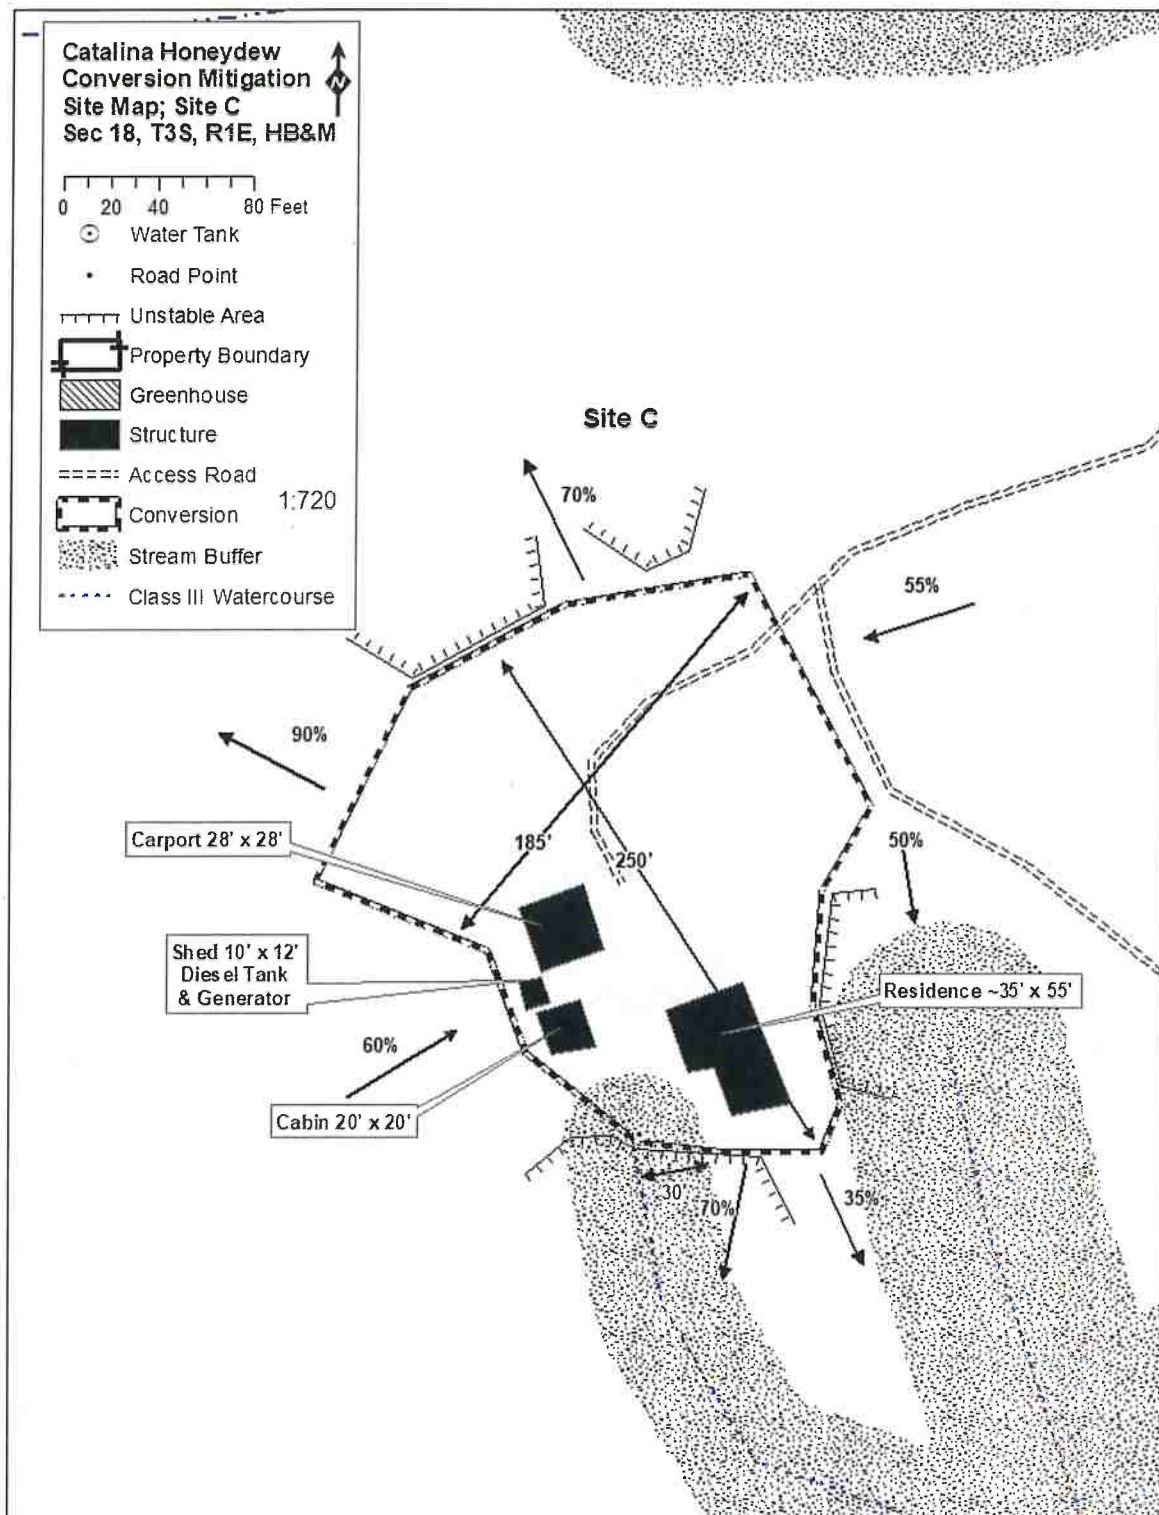 Catalina Honeydew
Conversion Mitigation
Site Map; Site C
Sec 18, T3S, R1E, HB&M
N
0 20 40 80 Feet
Water Tank
Road Point
Unstable Area
Property Boundary
Greenhouse
Structure
Access Road
1:720
Conversion
Stream Buffer
Class III Watercourse
Site C
70%
55%
90%
Carport 28' x 28'
185'
250'
50%
Shed 10' x 12'
Diesel Tank
& Generator
Residence ~35' x 55'
60%
Cabin 20' x 20'
30'
70%
35%